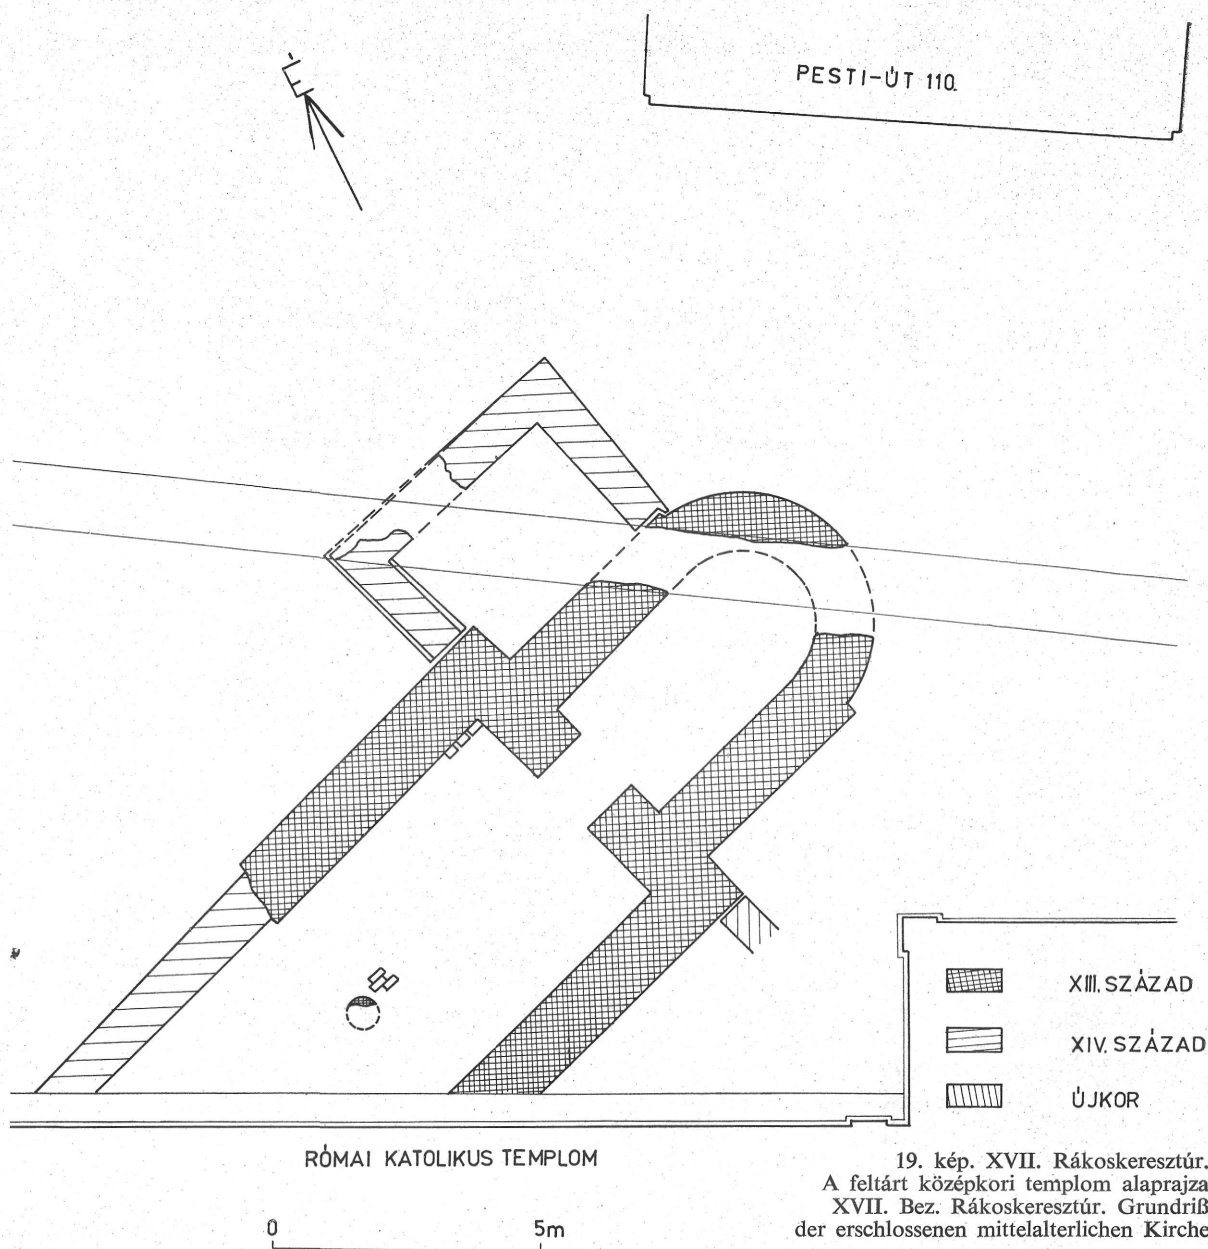 É
PESTI-ÚT 110.
XIII. SZÁZAD
XIV. SZÁZAD
ÚJKOR
RÓMAI KATOLIKUS TEMPLOM
19. kép. XVII. Rákoskeresztúr.
A feltárt középkori templom alaprajza
XVII. Bez. Rákoskeresztúr. Grundriß
der erschlossenen mittelalterlichen Kirche
0 5m